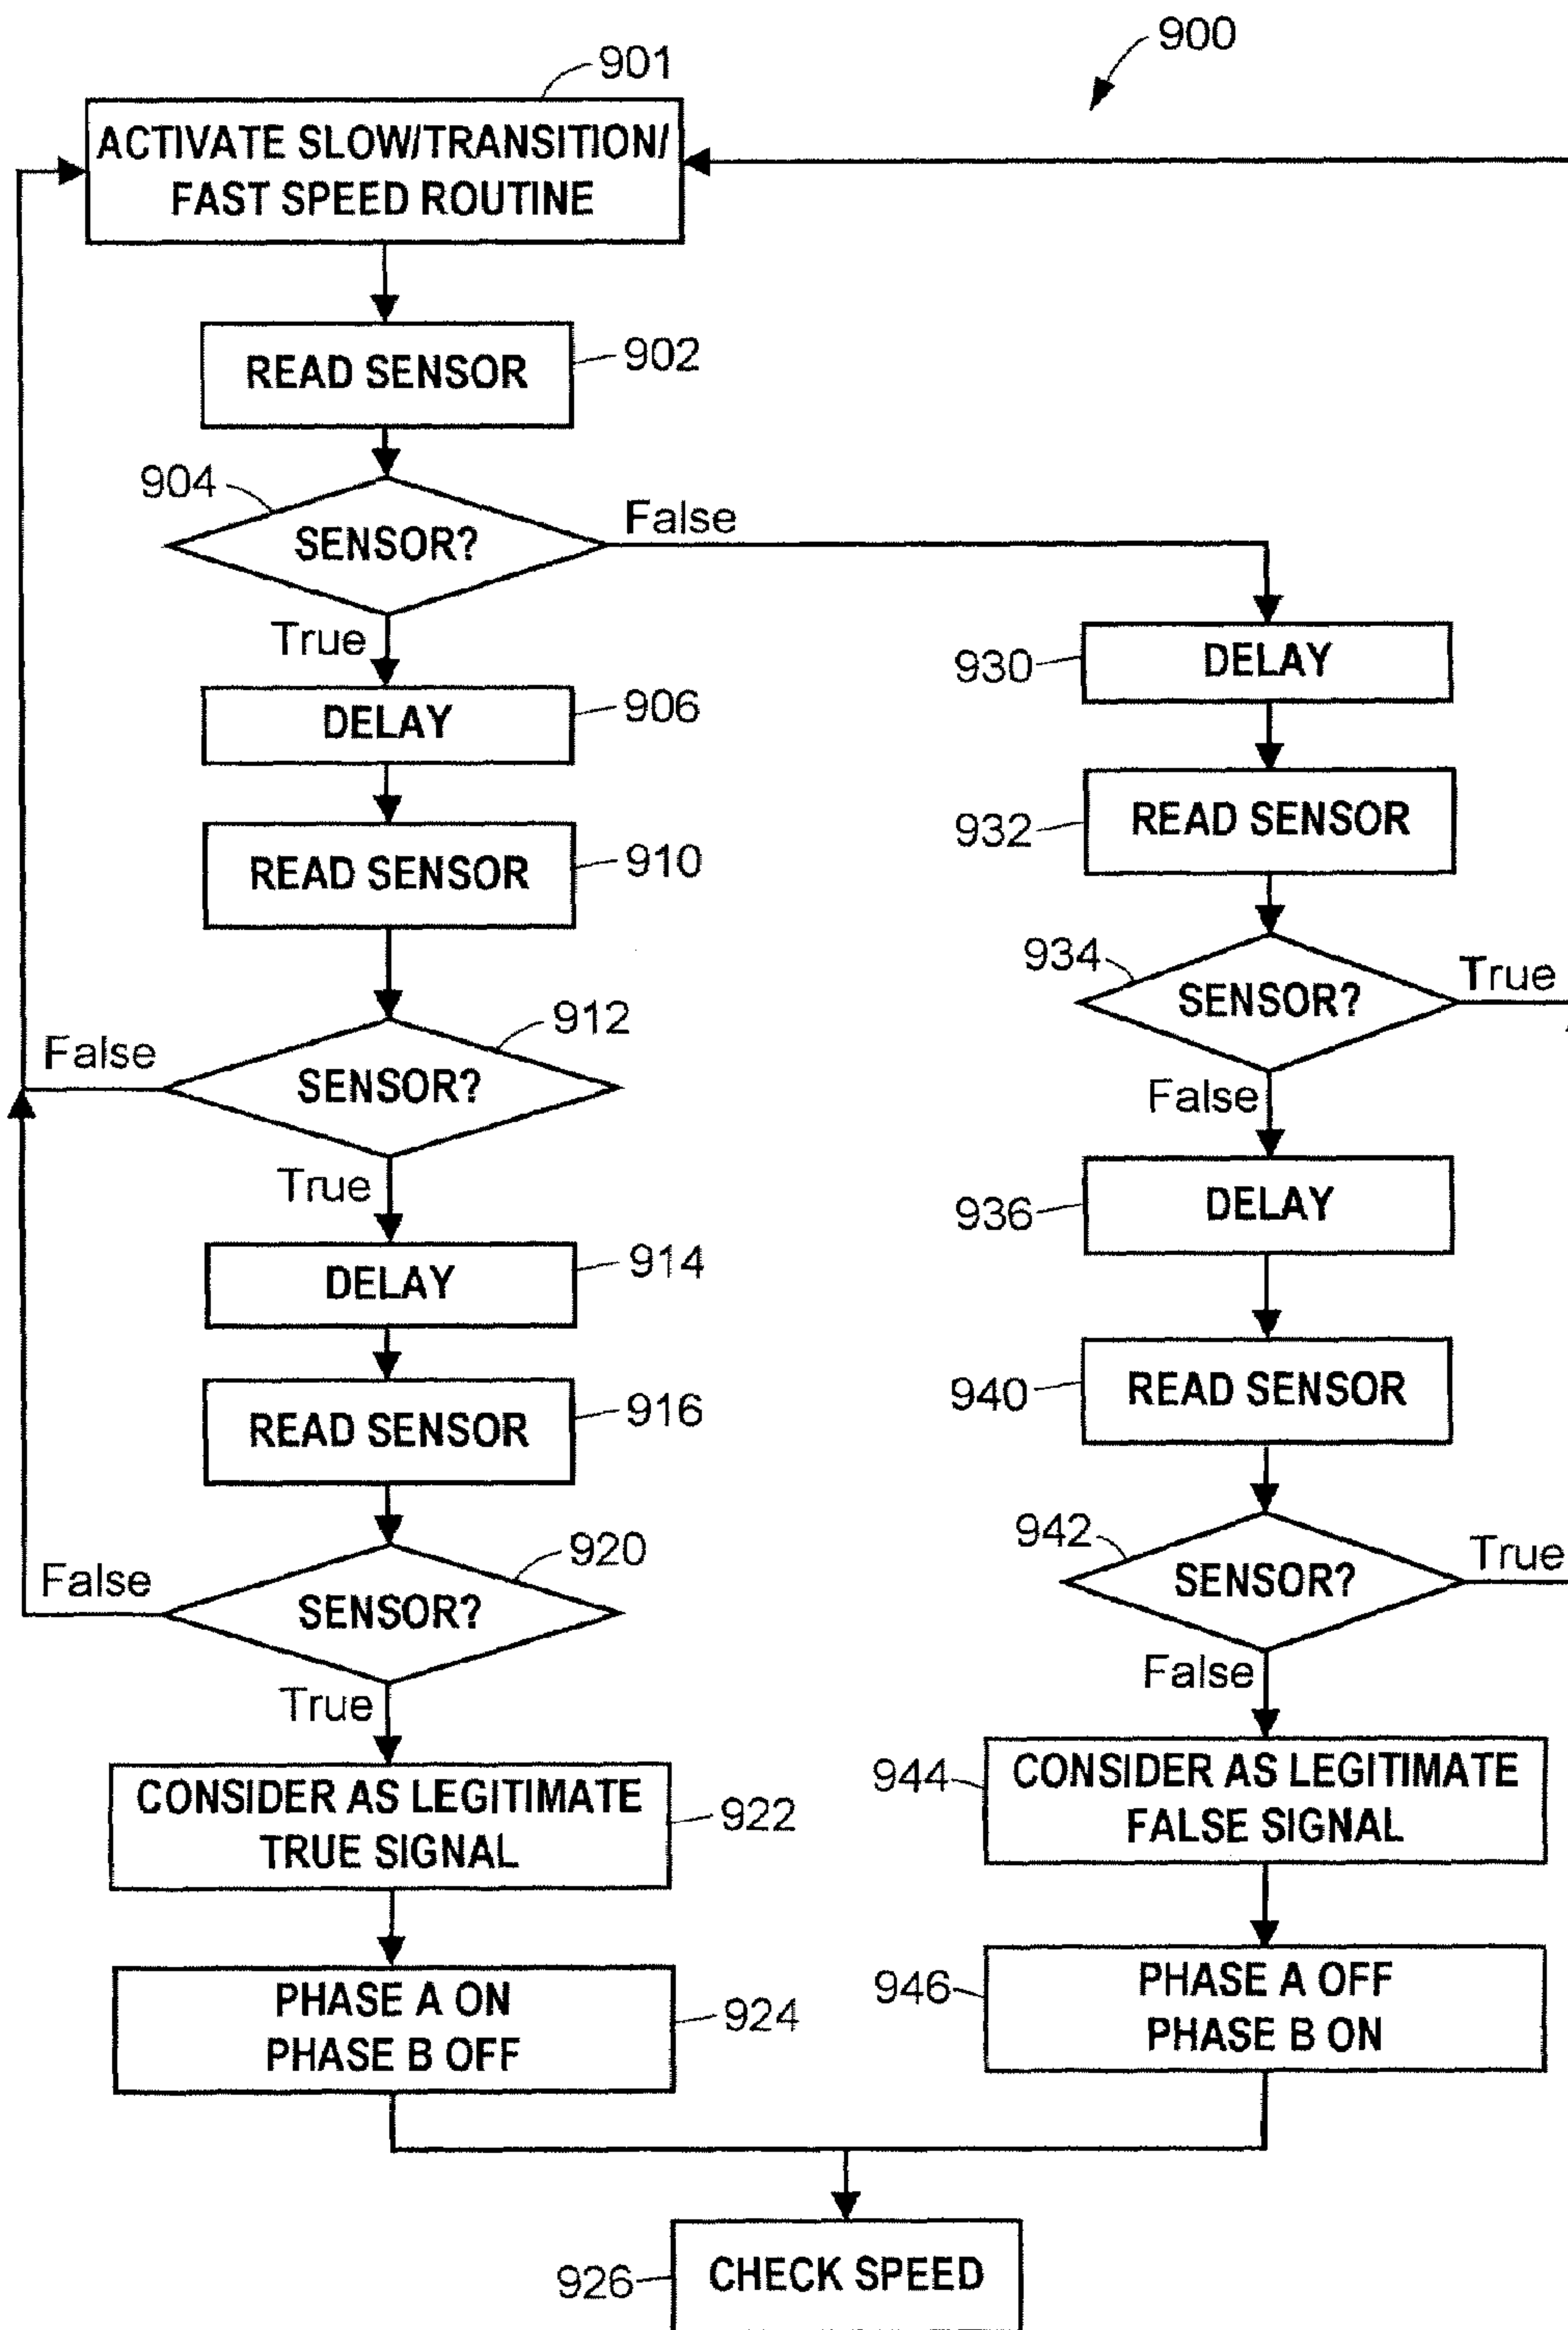 900
901
ACTIVATE SLOW/TRANSITION/
FAST SPEED ROUTINE
READ SENSOR
902
904
SENSOR?
False
True
DELAY
906
READ SENSOR
910
912
SENSOR?
False
True
DELAY
914
READ SENSOR
916
920
SENSOR?
False
True
CONSIDER AS LEGITIMATE
TRUE SIGNAL
922
PHASE A ON
PHASE B OFF
924
930
DELAY
932
READ SENSOR
934
SENSOR?
True
False
936
DELAY
940
READ SENSOR
942
SENSOR?
True
False
944
CONSIDER AS LEGITIMATE
FALSE SIGNAL
946
PHASE A OFF
PHASE B ON
926
CHECK SPEED